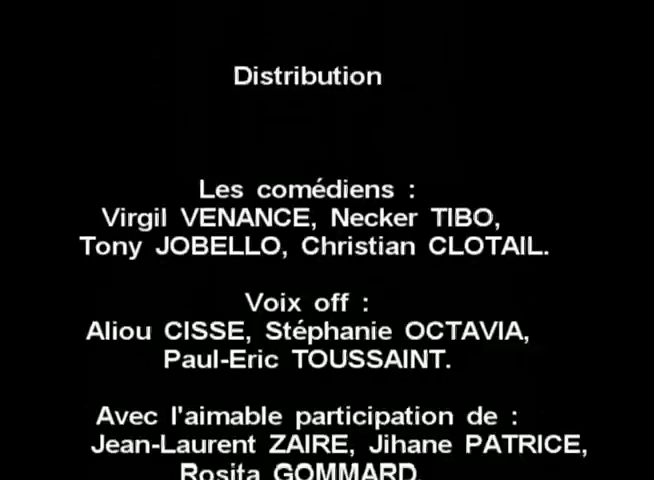 Distribution
Les comédiens :
Virgil VENANCE, Necker TIBO,
Tony JOBELLO, Christian CLOTAIL.
Voix off :
Aliou CISSE, Stéphanie OCTAVIA,
Paul-Eric TOUSSAINT.
Avec l'aimable participation de :
Jean-Laurent ZAIRE, Jihane PATRICE,
Rosita GOMMARD.